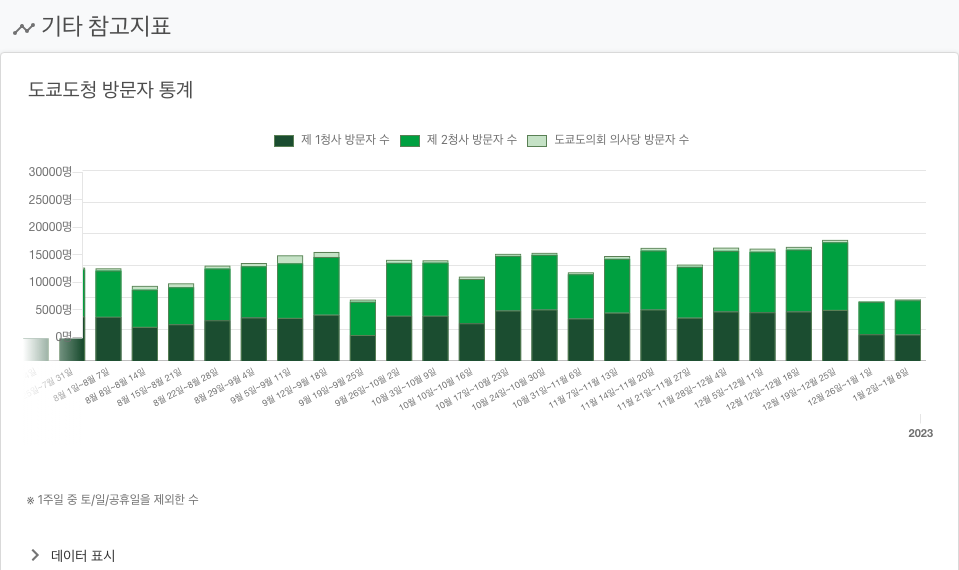 기타 참고지표
도쿄도청 방문자 통계
제 1청사 방문자 수 제 2청사 방문자 수 도쿄도의회 의사당 방문자 수
30000명
25000명
20000명
15000명
10000명
5000명
0명
7월 31일
8월 1일~8월 7일
8월 8일~8월 14일
8월 15일~8월 21일
8월 22일~8월 28일
8월 29일~9월 4일
9월 5일~9월 11일
9월 12일~9월 18일
9월 19일~9월 25일
9월 26일~10월 2일
10월 3일~10월 9일
10월 10일~10월 16일
10월 17일~10월 23일
10월 24일~10월 30일
10월 31일~11월 6일
11월 7일~11월 13일
11월 14일~11월 20일
11월 21일~11월 27일
11월 28일~12월 4일
12월 5일~12월 11일
12월 12일~12월 18일
12월 19일~12월 25일
12월 26일~1월 1일
1월 2일~1월 8일
2023
※ 1주일 중 토/일/공휴일을 제외한 수
데이터 표시